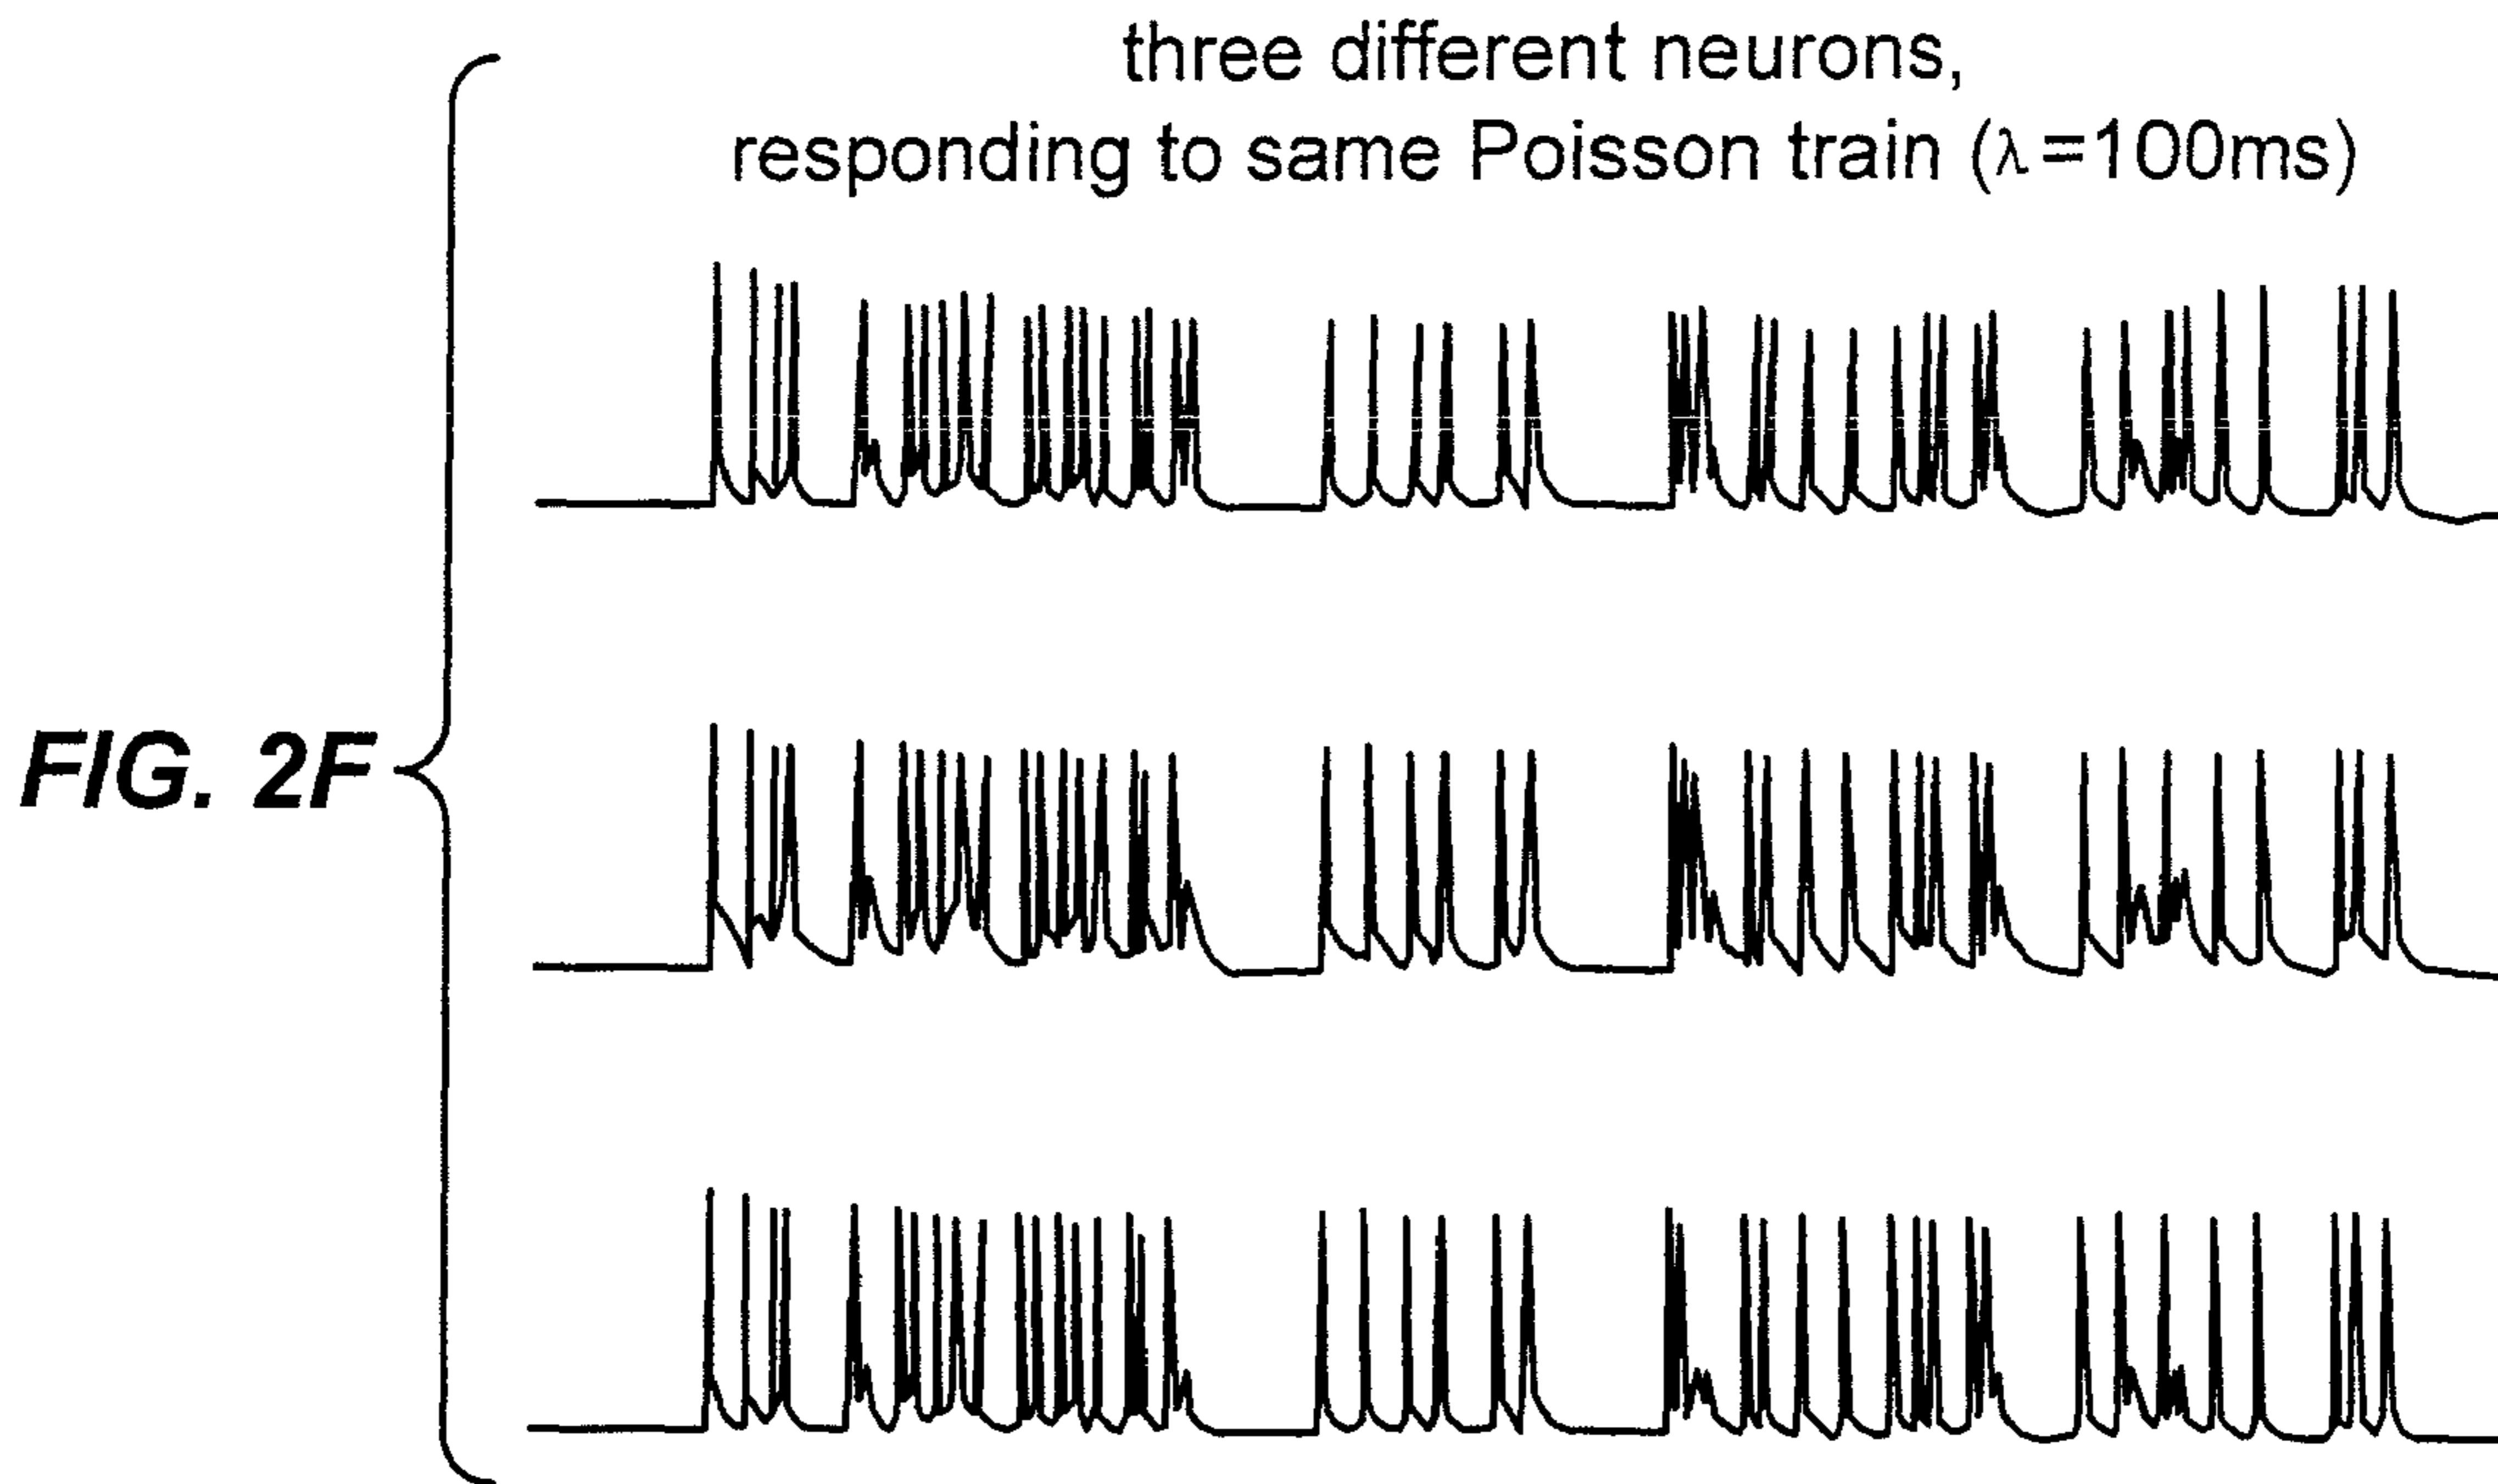 three different neurons,
responding to same Poisson train (λ=100ms)
FIG. 2F